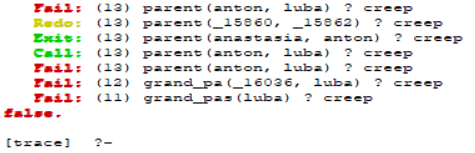 Fail: (13) parent(anton, luba) ? creep
Redo: (13) parent(_15860, _15862) ? creep
Exit: (13) parent(anastasia, anton) ? creep
Call: (13) parent(anton, luba) ? creep
Fail: (13) parent(anton, luba) ? creep
Fail: (12) grand_pa(_16036, luba) ? creep
Fail: (11) grand_pas(luba) ? creep
false.
[trace] ?-